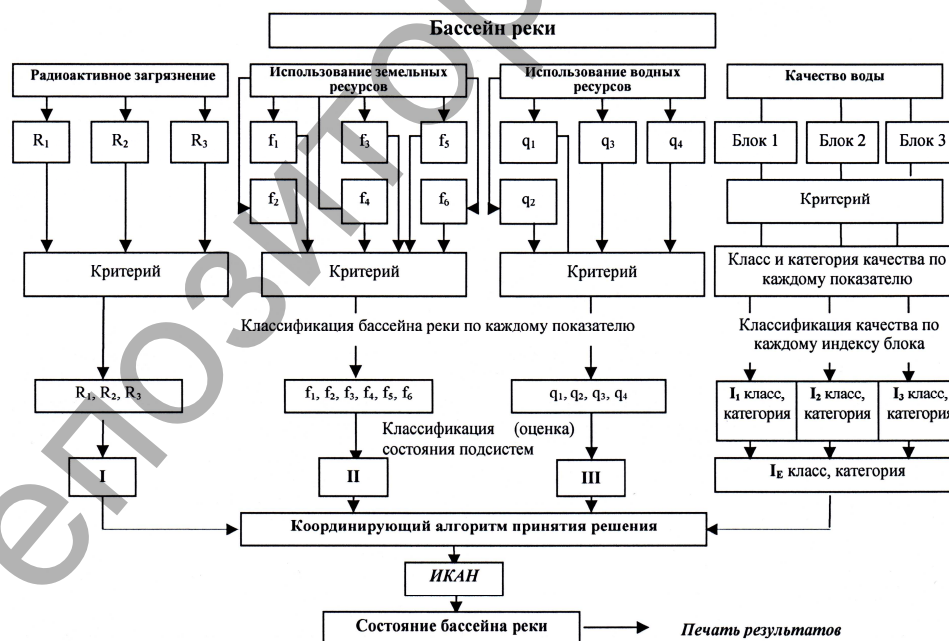 Бассейн реки
Радиоактивное загрязнение
Использование земельных
ресурсов
Использование водных
ресурсов
Качество воды
R₁ R₂ R₃ f₁ f₃ f₅ q₁ q₃ q₄ Блок 1 Блок 2 Блок 3
f₂ f₄ f₆ q₂
Критерий
Критерий Критерий Критерий
Класс и категория качества по
каждому показателю
Классификация бассейна реки по каждому показателю
Классификация качества по
каждому индексу блока
R₁, R₂, R₃ f₁, f₂, f₃, f₄, f₅, f₆ q₁, q₂, q₃, q₄
I₁ класс,
категория
I₂ класс,
категория
I₃ класс,
категория
Классификация (оценка)
состояния подсистем
I II III I_E класс, категория
Координирующий алгоритм принятия решения
ИКАН
Состояние бассейна реки Печать результатов
епозитор